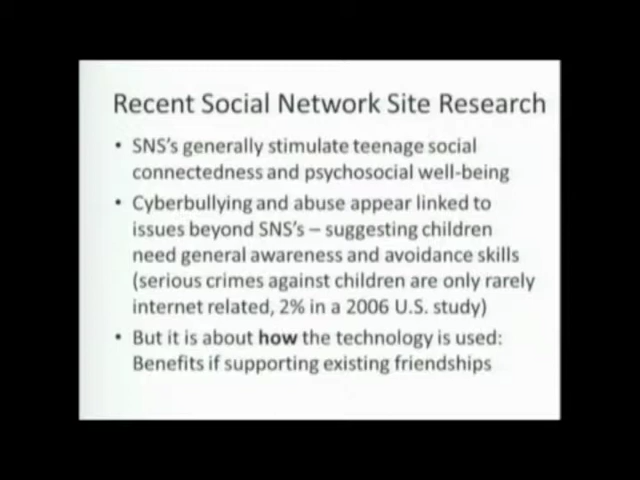 Recent Social Network Site Research
• SNS's generally stimulate teenage social
connectedness and psychosocial well-being
• Cyberbullying and abuse appear linked to
issues beyond SNS's – suggesting children
need general awareness and avoidance skills
(serious crimes against children are only rarely
internet related, 2% in a 2006 U.S. study)
• But it is about how the technology is used:
Benefits if supporting existing friendships